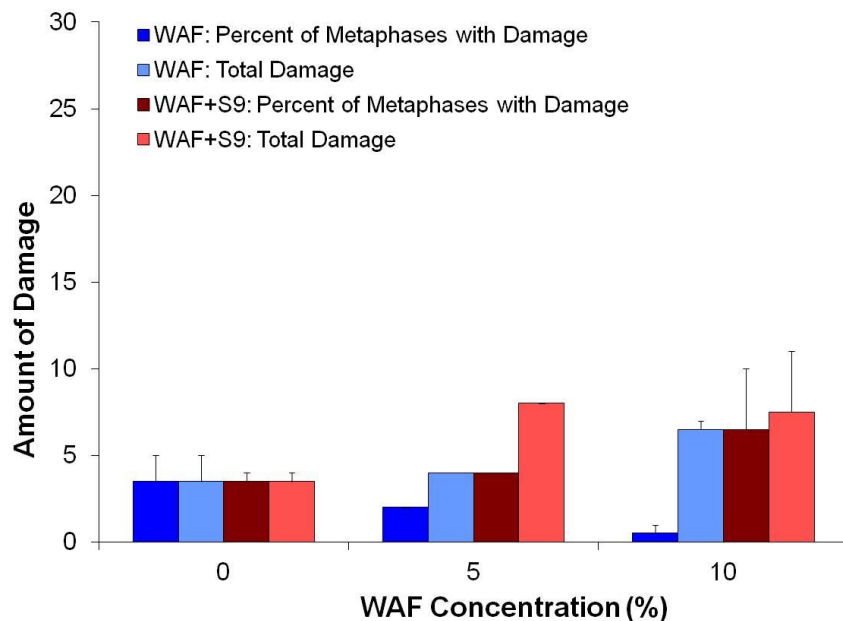 30
25
20
15
10
5
0
Amount of Damage
WAF: Percent of Metaphases with Damage
WAF: Total Damage
WAF+S9: Percent of Metaphases with Damage
WAF+S9: Total Damage
0 5 10
WAF Concentration (%)